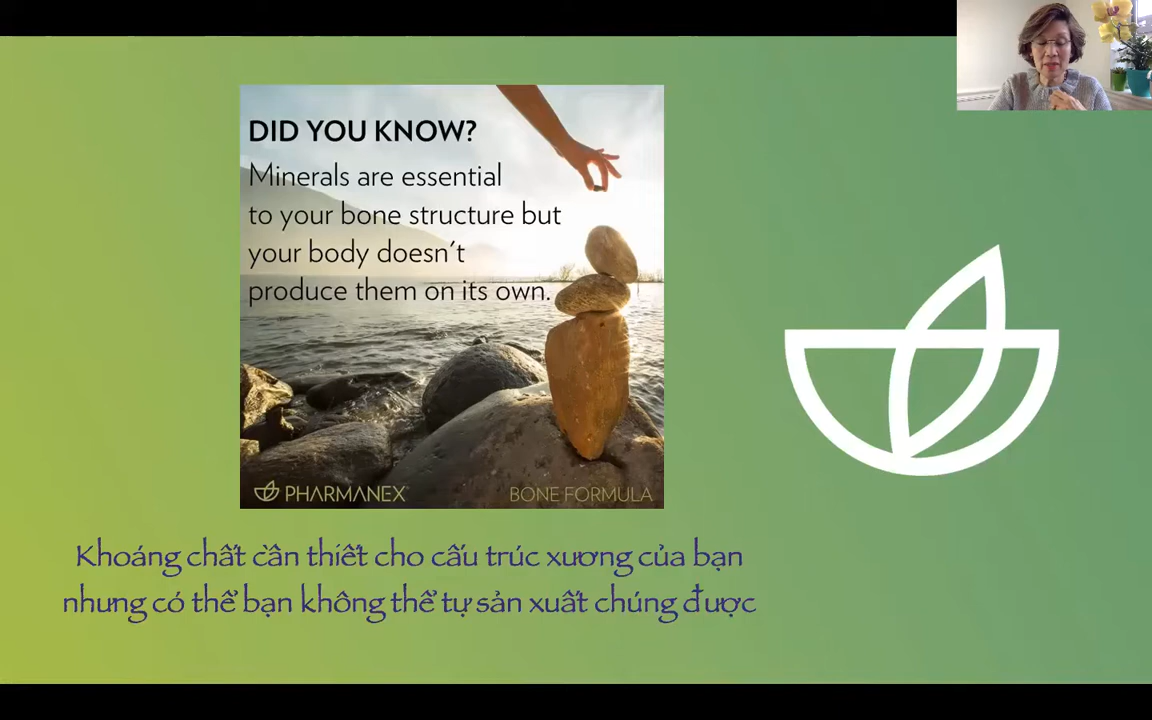 DID YOU KNOW?
Minerals are essential
to your bone structure but
your body doesn't
produce them on its own.
PHARMANEX
BONE FORMULA
Khoáng chất cần thiết cho cấu trúc xương của bạn
nhưng có thể bạn không thể tự sản xuất chúng được